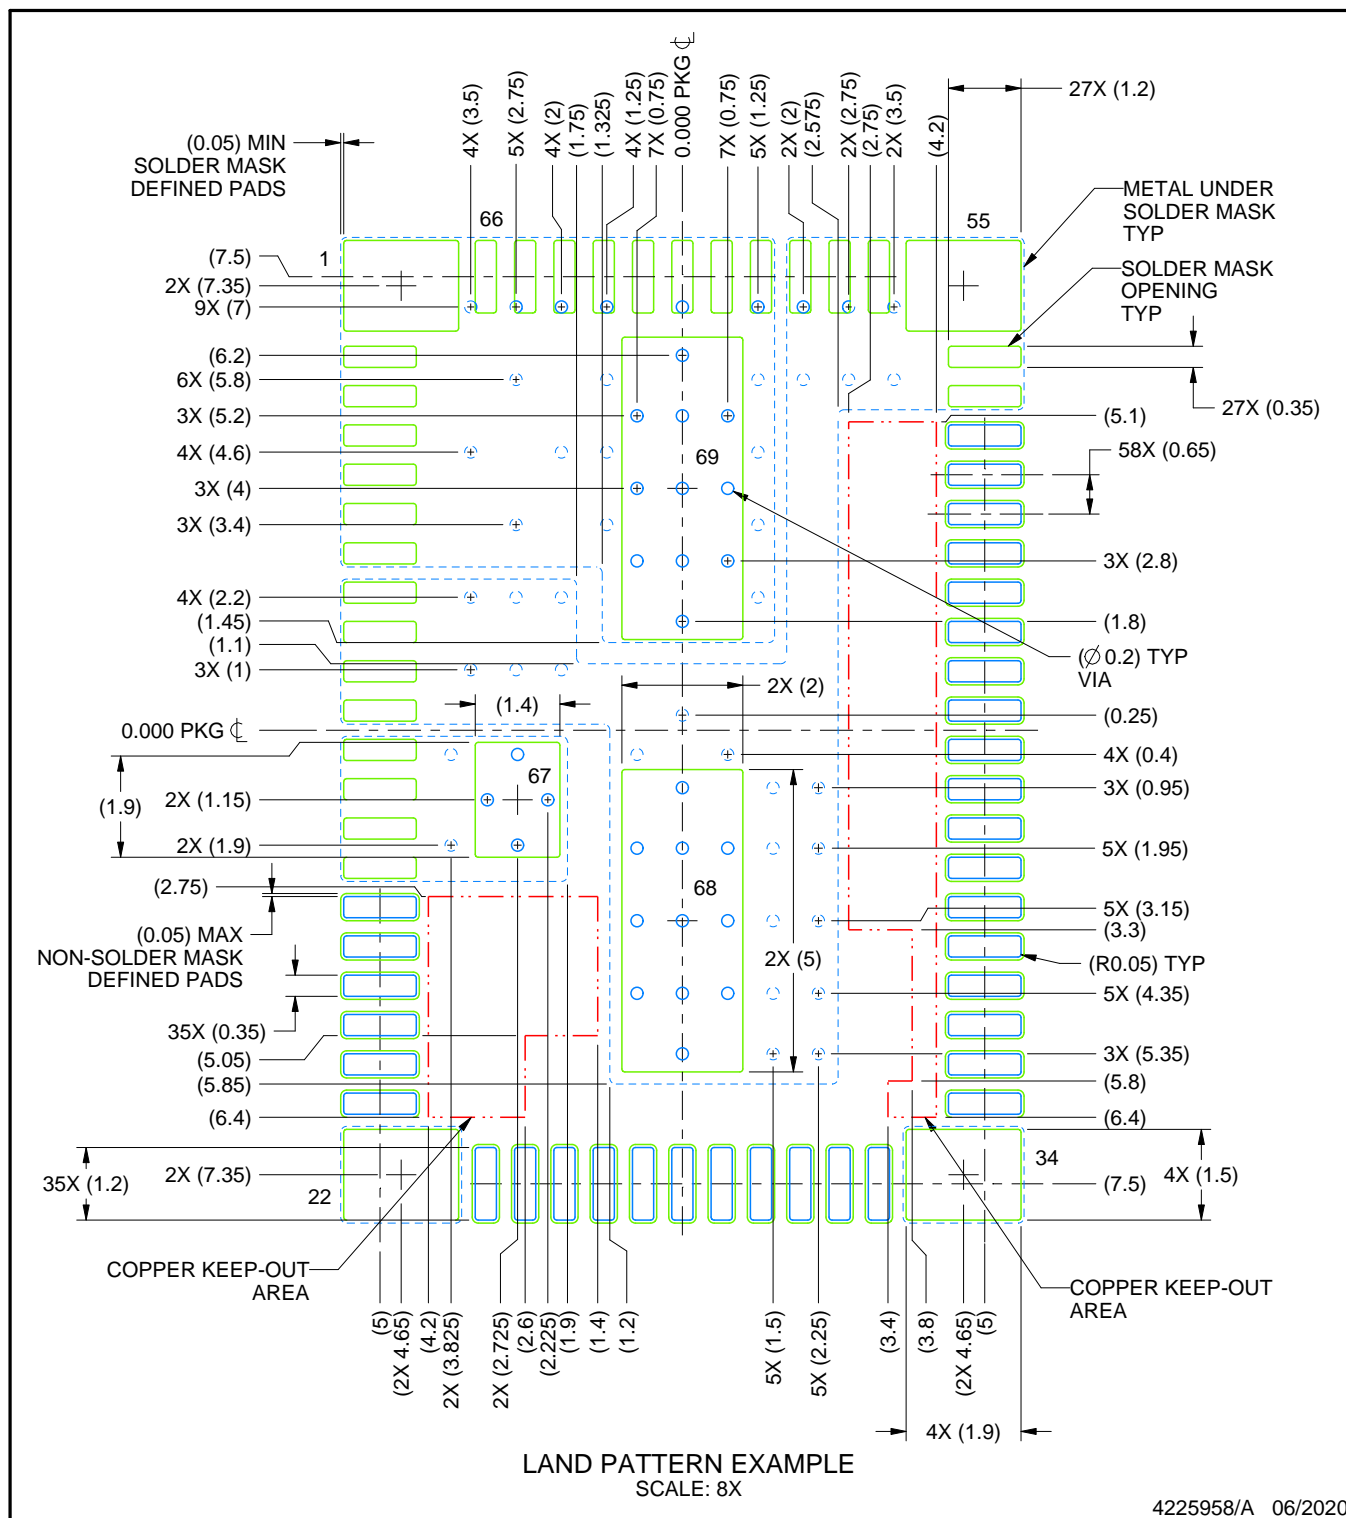 4X (3.5)
5X (2.75)
4X (2)
(1.75)
(1.325)
4X (1.25)
7X (0.75)
0.000 PKG ℄
7X (0.75)
5X (1.25)
2X (2)
(2.575)
2X (2.75)
(2.75)
2X (3.5)
(4.2)
27X (1.2)
(0.05) MIN
SOLDER MASK
DEFINED PADS
METAL UNDER
SOLDER MASK
TYP
SOLDER MASK
OPENING
TYP
66
55
1
(7.5)
2X (7.35)
9X (7)
(6.2)
6X (5.8)
3X (5.2)
4X (4.6)
3X (4)
3X (3.4)
4X (2.2)
(1.45)
(1.1)
3X (1)
0.000 PKG ℄
(1.9)
2X (1.15)
2X (1.9)
(2.75)
(0.05) MAX
NON-SOLDER MASK
DEFINED PADS
35X (0.35)
(5.05)
(5.85)
(6.4)
2X (7.35)
35X (1.2)
22
69
(1.4)
67
2X (2)
68
2X (5)
27X (0.35)
(5.1)
58X (0.65)
3X (2.8)
(1.8)
(Ø 0.2) TYP
VIA
(0.25)
4X (0.4)
3X (0.95)
5X (1.95)
5X (3.15)
(3.3)
(R0.05) TYP
5X (4.35)
3X (5.35)
(5.8)
(6.4)
34
4X (1.5)
(7.5)
COPPER KEEP-OUT
AREA
COPPER KEEP-OUT
AREA
(5)
(2X 4.65)
(4.2)
2X (3.825)
2X (2.725)
(2.6)
(2.225)
(1.9)
(1.4)
(1.2)
5X (1.5)
5X (2.25)
(3.4)
(3.8)
(2X 4.65)
(5)
4X (1.9)
LAND PATTERN EXAMPLE
SCALE: 8X
4225958/A 06/2020